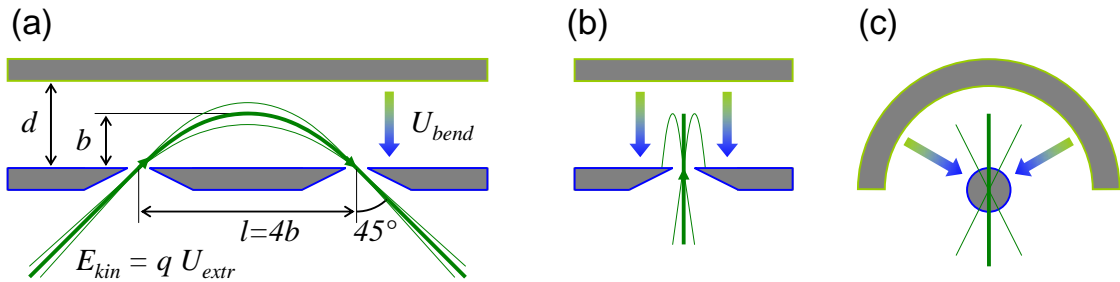 (a)
(b)
(c)
d
b
U_bend
l=4b
45°
E_kin = q U_extr